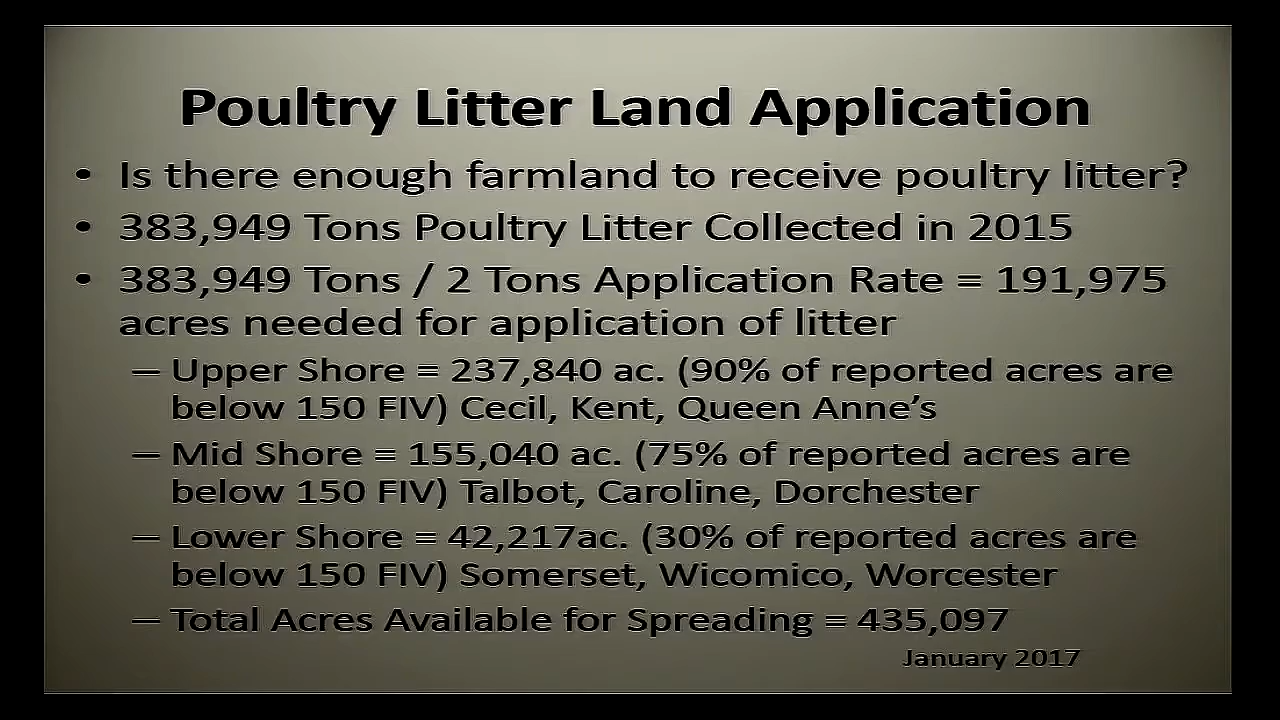 Poultry Litter Land Application
• Is there enough farmland to receive poultry litter?
• 383,949 Tons Poultry Litter Collected in 2015
• 383,949 Tons / 2 Tons Application Rate = 191,975
acres needed for application of litter
– Upper Shore = 237,840 ac. (90% of reported acres are
below 150 FIV) Cecil, Kent, Queen Anne’s
– Mid Shore = 155,040 ac. (75% of reported acres are
below 150 FIV) Talbot, Caroline, Dorchester
– Lower Shore = 42,217ac. (30% of reported acres are
below 150 FIV) Somerset, Wicomico, Worcester
– Total Acres Available for Spreading = 435,097
January 2017